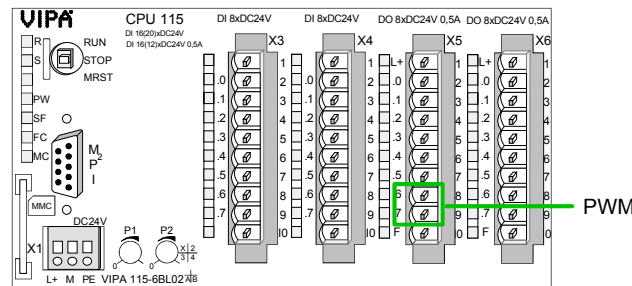 VIPA CPU 115 DI 8xDC24V DI 8xDC24V DO 8xDC24V 0,5A DO 8xDC24V 0,5A
DI 16(20)xDC24V
DI 16(12)xDC24V 0,5A
X3 X4 X5 X6
R RUN
S STOP
MRST
PW
SF
FC
MC
M P I
2
MMC
DC24V
X1
L+ M PE
P1 P2
0 0
X 2
3 4
VIPA 115-6BL02 A B
1 1 L+ 1 L+ 1
.0 2 .0 2 .0 2 .0 2
.1 3 .1 3 .1 3 .1 3
.2 4 .2 4 .2 4 .2 4
.3 5 .3 5 .3 5 .3 5
.4 6 .4 6 .4 6 .4 6
.5 7 .5 7 .5 7 .5 7
.6 8 .6 8 6 8 .6 8
.7 9 .7 9 7 9 .7 9
I0 I0 F 0 F 0
PWM